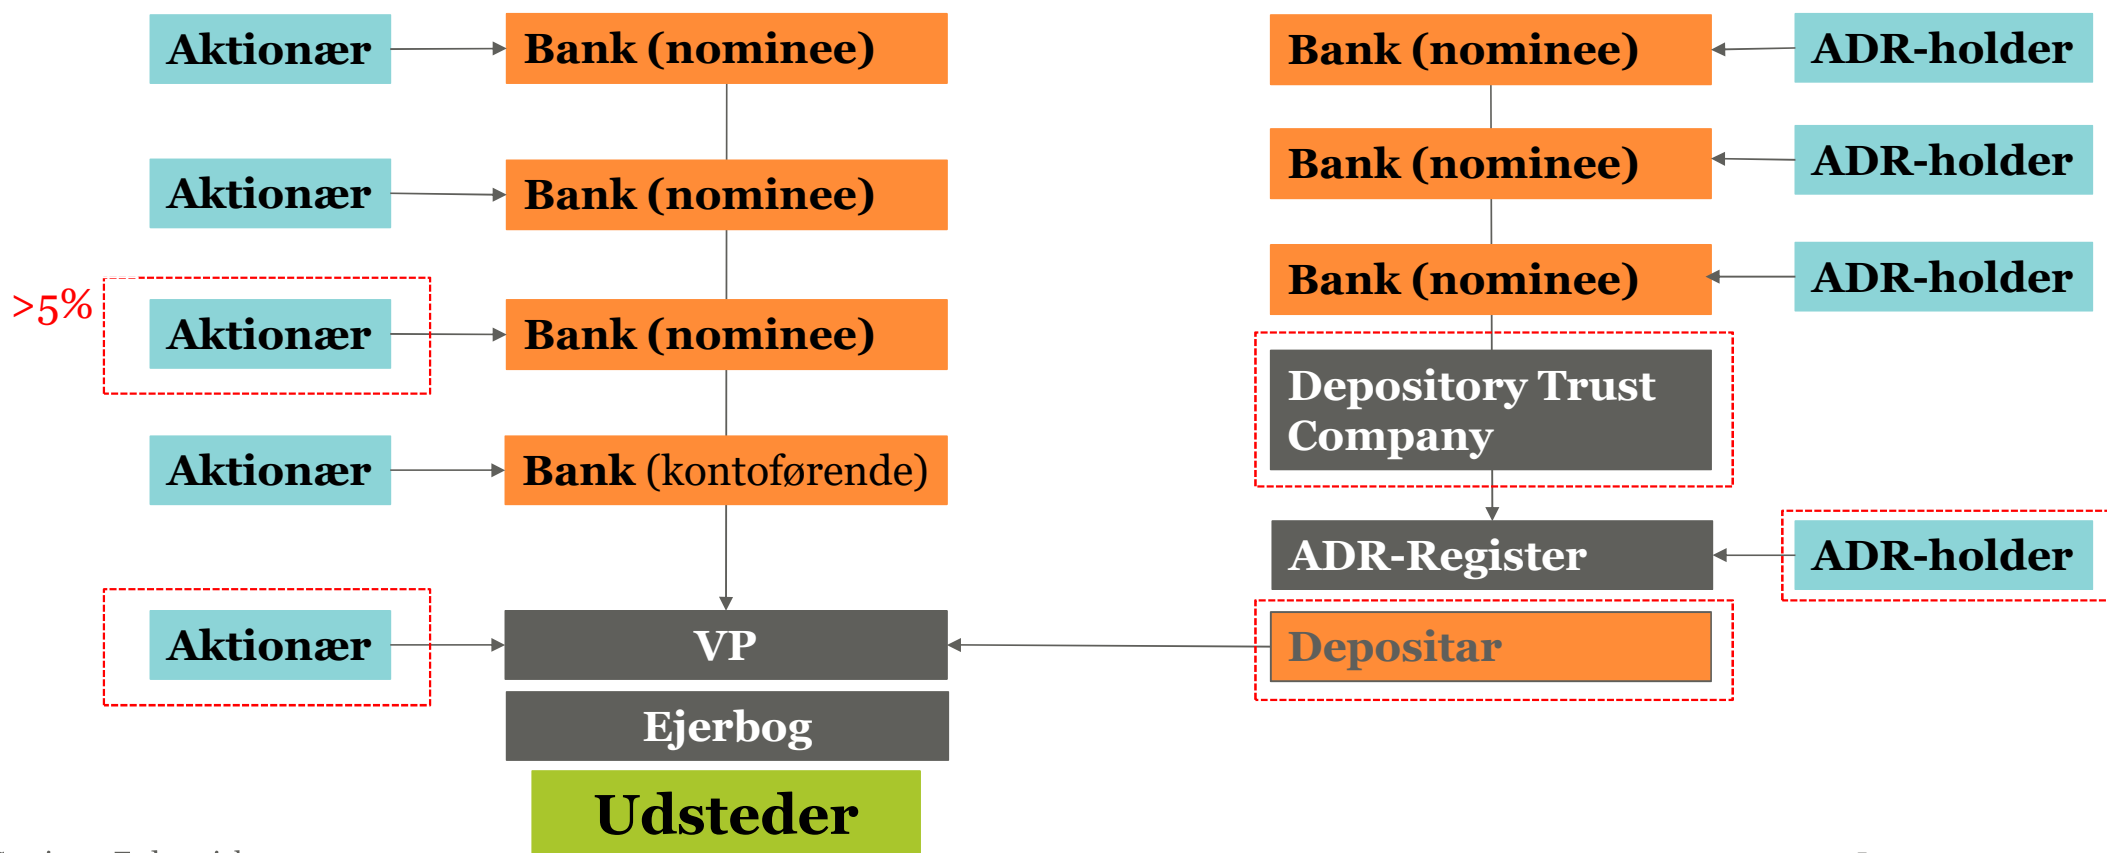 Aktionær
Bank (nominee)
Bank (nominee)
ADR-holder
Bank (nominee)
ADR-holder
Aktionær
Bank (nominee)
Bank (nominee)
ADR-holder
>5%
Aktionær
Bank (nominee)
Depository Trust
Company
Aktionær
Bank (kontoførende)
ADR-Register
ADR-holder
Aktionær
VP
Depositar
Ejerbog
Udsteder